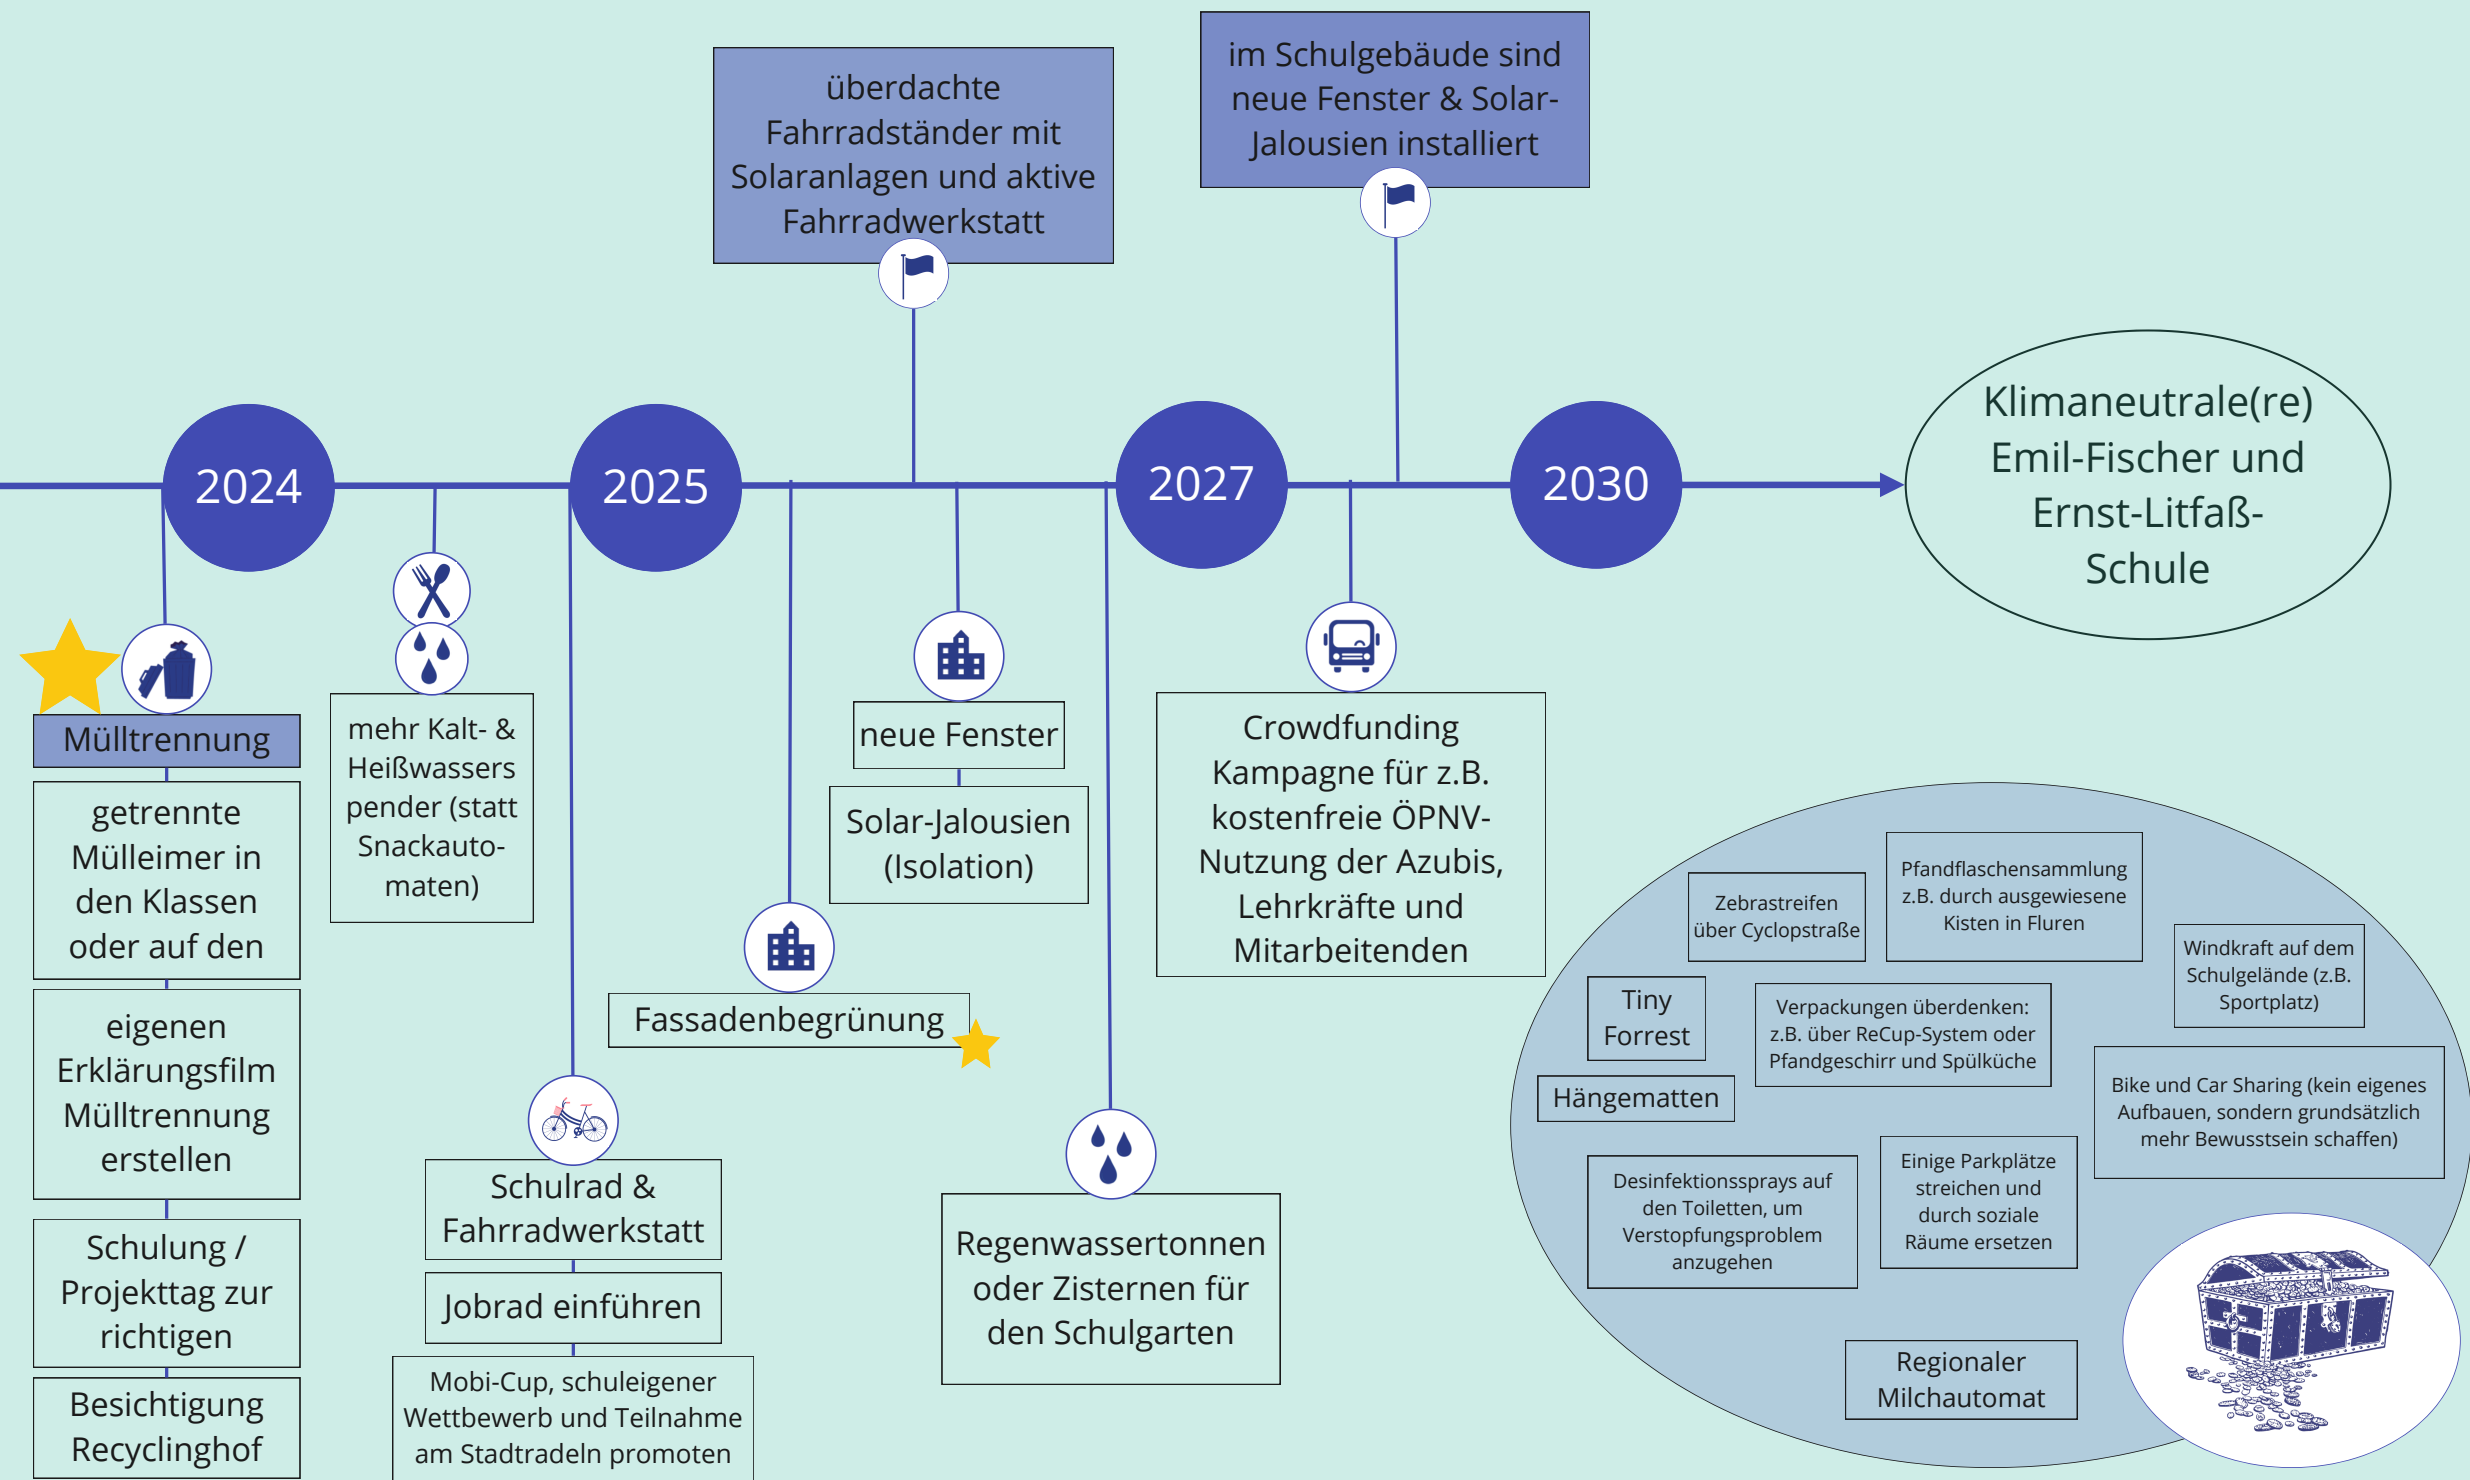 überdachte
Fahrradständer mit
Solaranlagen und aktive
Fahrradwerkstatt
im Schulgebäude sind
neue Fenster & Solar-
Jalousien installiert
2024
2025
2027
2030
Klimaneutrale(re)
Emil-Fischer und
Ernst-Litfaß-
Schule
Mülltrennung
getrennte
Mülleimer in
den Klassen
oder auf den
eigenen
Erklärungsfilm
Mülltrennung
erstellen
Schulung /
Projekttag zur
richtigen
Besichtigung
Recyclinghof
mehr Kalt- &
Heißwassers
pender (statt
Snackauto-
maten)
Schulrad &
Fahrradwerkstatt
Jobrad einführen
Mobi-Cup, schuleigener
Wettbewerb und Teilnahme
am Stadtradeln promoten
Fassadenbegrünung
neue Fenster
Solar-Jalousien
(Isolation)
Regenwassertonnen
oder Zisternen für
den Schulgarten
Crowdfunding
Kampagne für z.B.
kostenfreie ÖPNV-
Nutzung der Azubis,
Lehrkräfte und
Mitarbeitenden
Zebrastreifen
über Cyclopstraße
Pfandflaschensammlung
z.B. durch ausgewiesene
Kisten in Fluren
Windkraft auf dem
Schulgelände (z.B.
Sportplatz)
Tiny
Forrest
Verpackungen überdenken:
z.B. über ReCup-System oder
Pfandgeschirr und Spülküche
Hängematten
Bike und Car Sharing (kein eigenes
Aufbauen, sondern grundsätzlich
mehr Bewusstsein schaffen)
Desinfektionssprays auf
den Toiletten, um
Verstopfungsproblem
anzugehen
Einige Parkplätze
streichen und
durch soziale
Räume ersetzen
Regionaler
Milchautomat